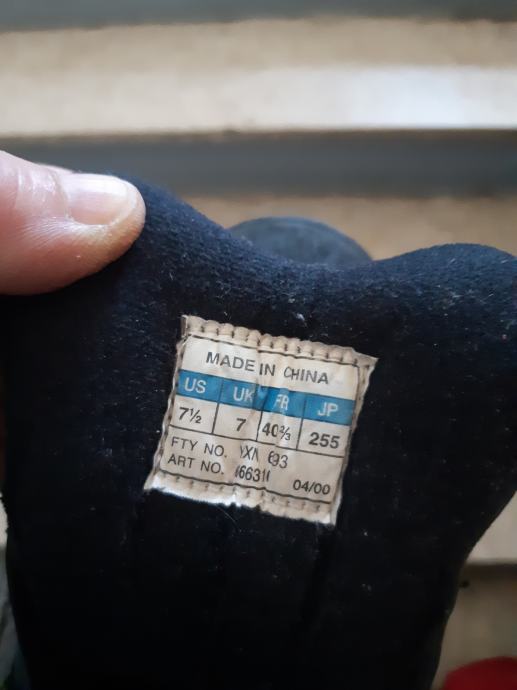 MADE IN CHINA
US UK FR JP
7½ 7 40⅔ 255
FTY NO.
ART NO. 04/00